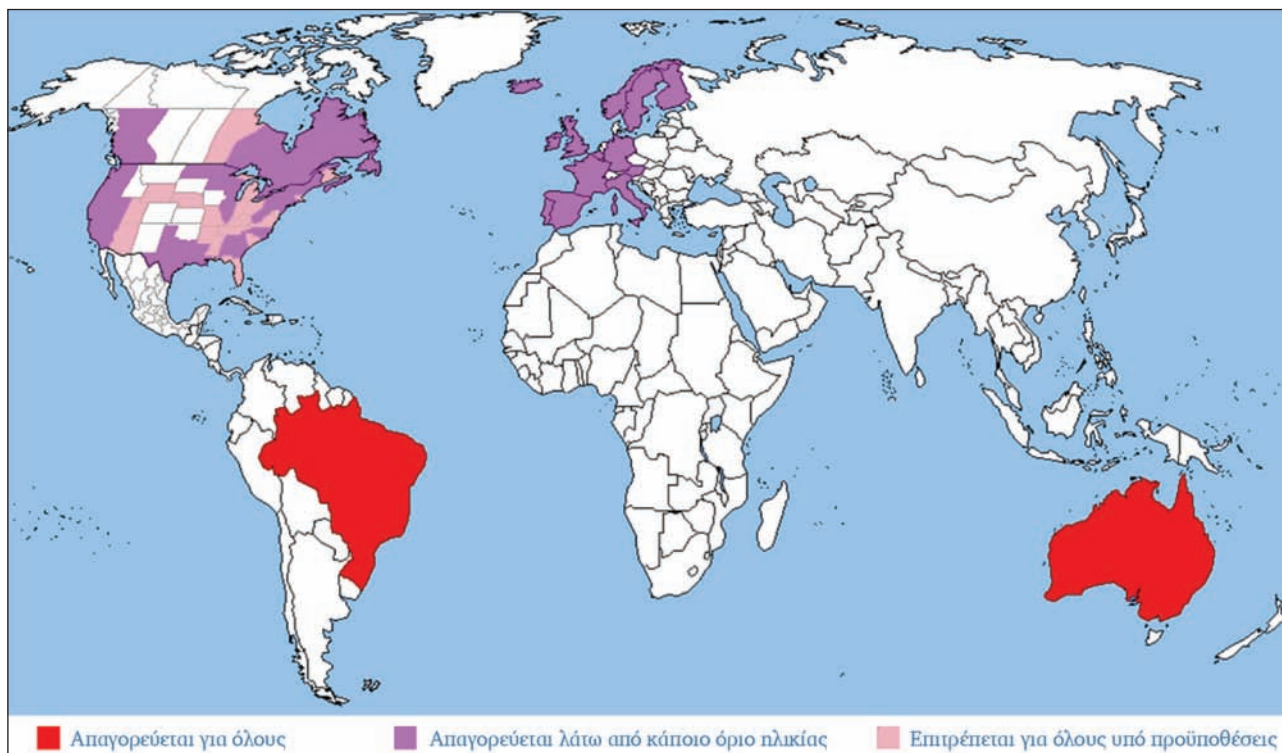 Απαγορεύεται για όλους
Απαγορεύεται λάτω από κάποιο όριο ηλικίας
Επιτρέπεται για όλους υπό προϋποθέσεις